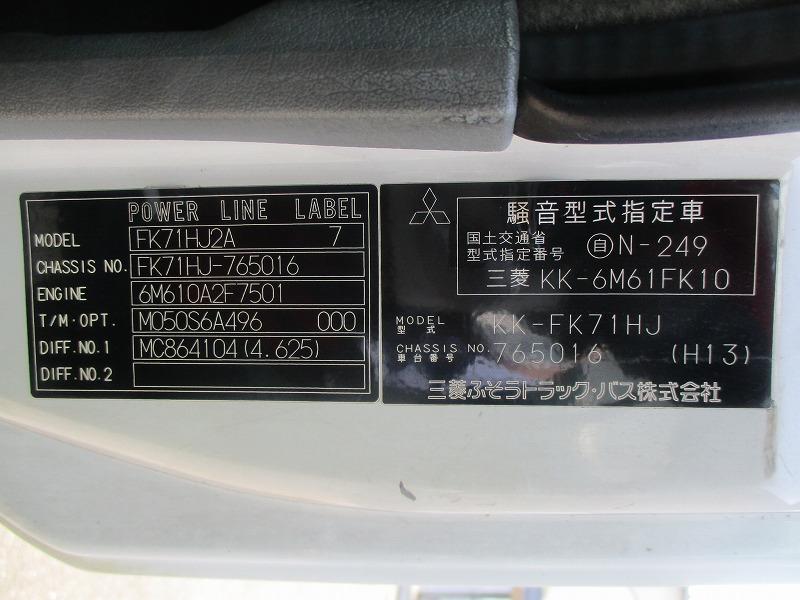 POWER LINE LABEL
MODEL FK71HJ2A 7
CHASSIS NO. FK71HJ-765016
ENGINE 6M610A2F7501
T/M·OPT. M050S6A496 000
DIFF.NO.1 MC864104(4.625)
DIFF.NO.2
騒音型式指定車
国土交通省
型式指定番号 自N-249
三菱 KK-6M61FK10
MODEL
型式 KK-FK71HJ
CHASSIS NO.
車台番号 765016 (H13)
三菱ふそうトラック・バス株式会社